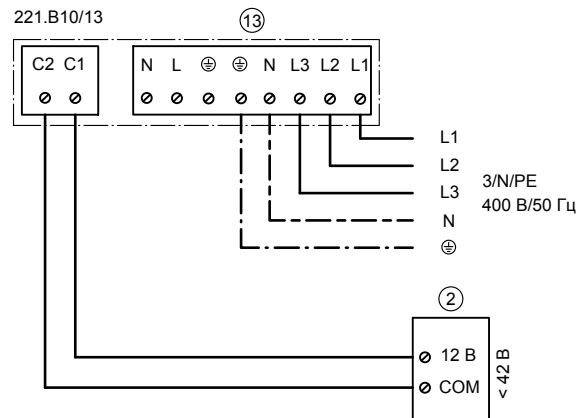 221.B10/13
13
C2 C1
N L ⏚ ⏚ N L3 L2 L1
L1
L2
L3
3/N/PE
400 В/50 Гц
N
⏚
2
12 В
COM
< 42 В